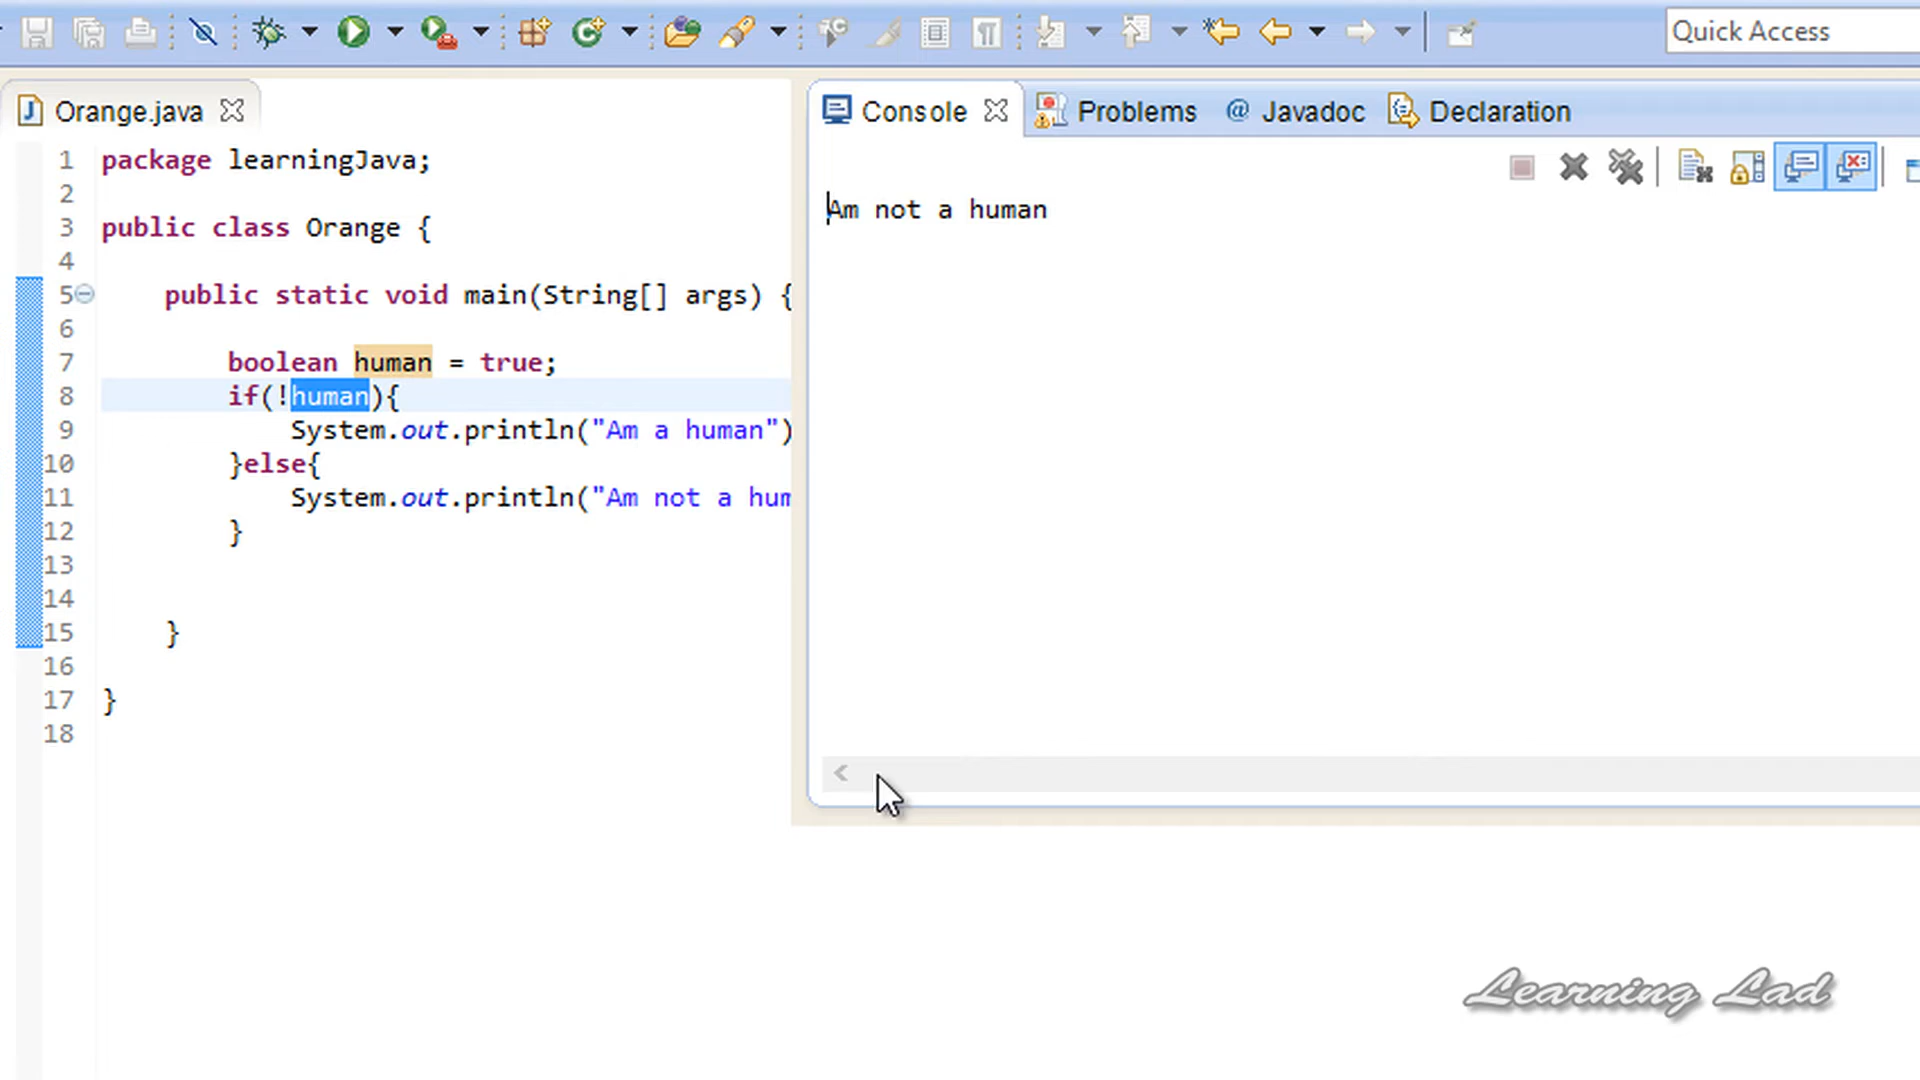 Quick Access
Orange.java
Console
Problems
@ Javadoc
Declaration
1 package learningJava;
2
3 public class Orange {
4
5 public static void main(String[] args) {
6
7 boolean human = true;
8 if(!human){
9 System.out.println("Am a human")
10 }else{
11 System.out.println("Am not a hum
12 }
13
14
15 }
16
17 }
18
Am not a human
Learning Lad